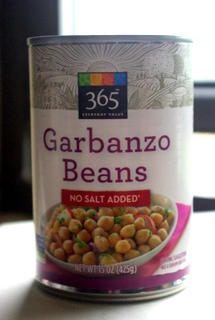 365
EVERYDAY VALUE
Garbanzo
Beans
NO SALT ADDED†
NET WT 15 OZ (425g)